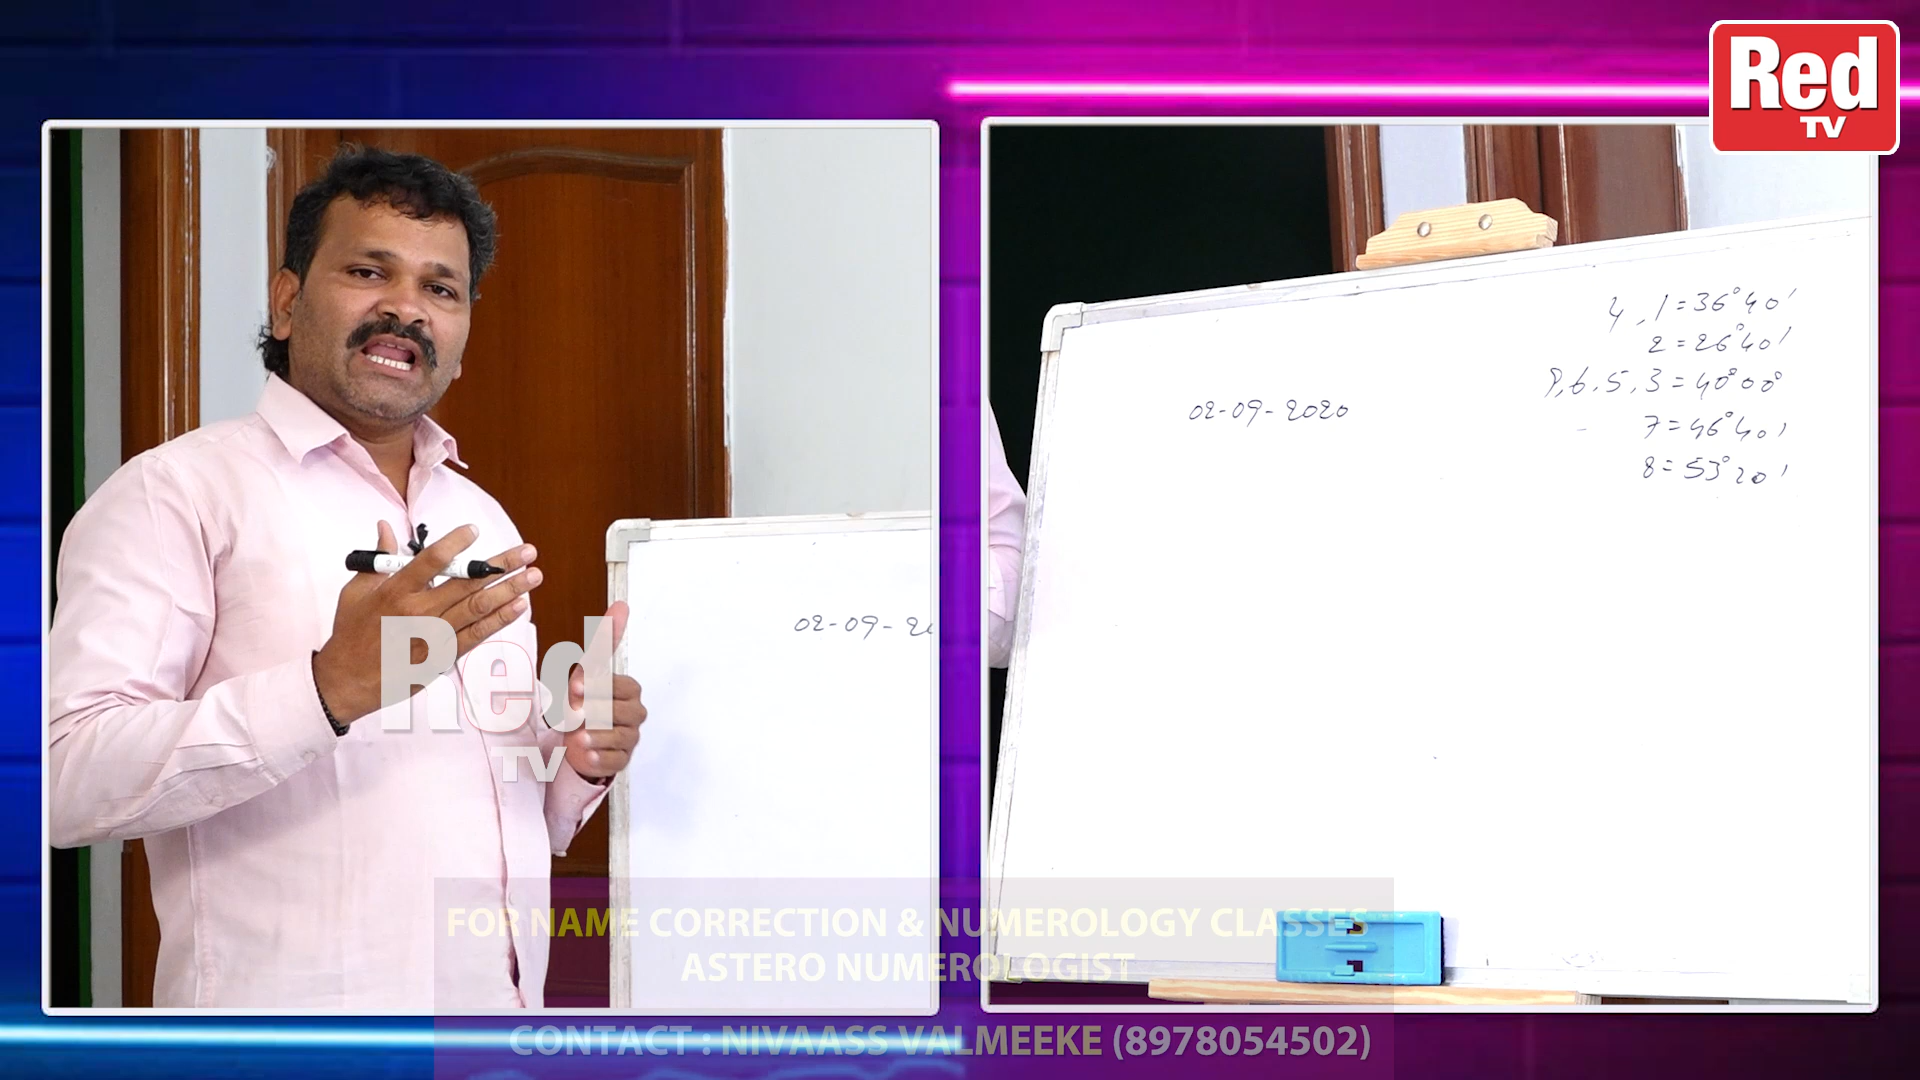 Red
TV
4, 1 = 36°40'
2 = 26°40'
9, 6, 5, 3 = 40°00°
02-09-2020
7 = 46°40'
8 = 53°20'
02-09-2
Red
TV
FOR NAME CORRECTION & NUMEROLOGY CLASSES
ASTERO NUMEROLOGIST
CONTACT : NIVAASS VALMEEKE (8978054502)